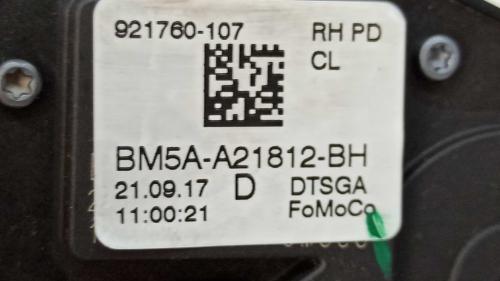 921760-107 RH PD
CL
BM5A-A21812-BH
21.09.17 D DTSGA
11:00:21 FoMoCo